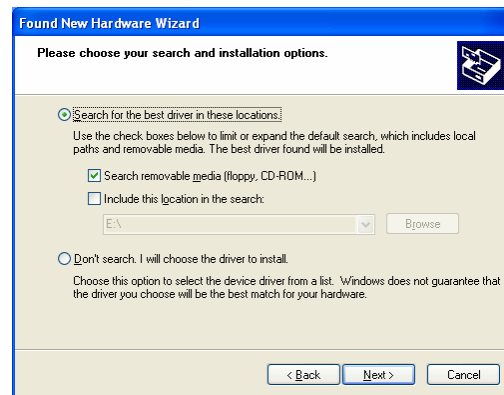 Found New Hardware Wizard
Please choose your search and installation options.
Search for the best driver in these locations.
Use the check boxes below to limit or expand the default search, which includes local
paths and removable media. The best driver found will be installed.
Search removable media (floppy, CD-ROM...)
Include this location in the search:
E:\
Browse
Don't search. I will choose the driver to install.
Choose this option to select the device driver from a list. Windows does not guarantee that
the driver you choose will be the best match for your hardware.
< Back
Next >
Cancel